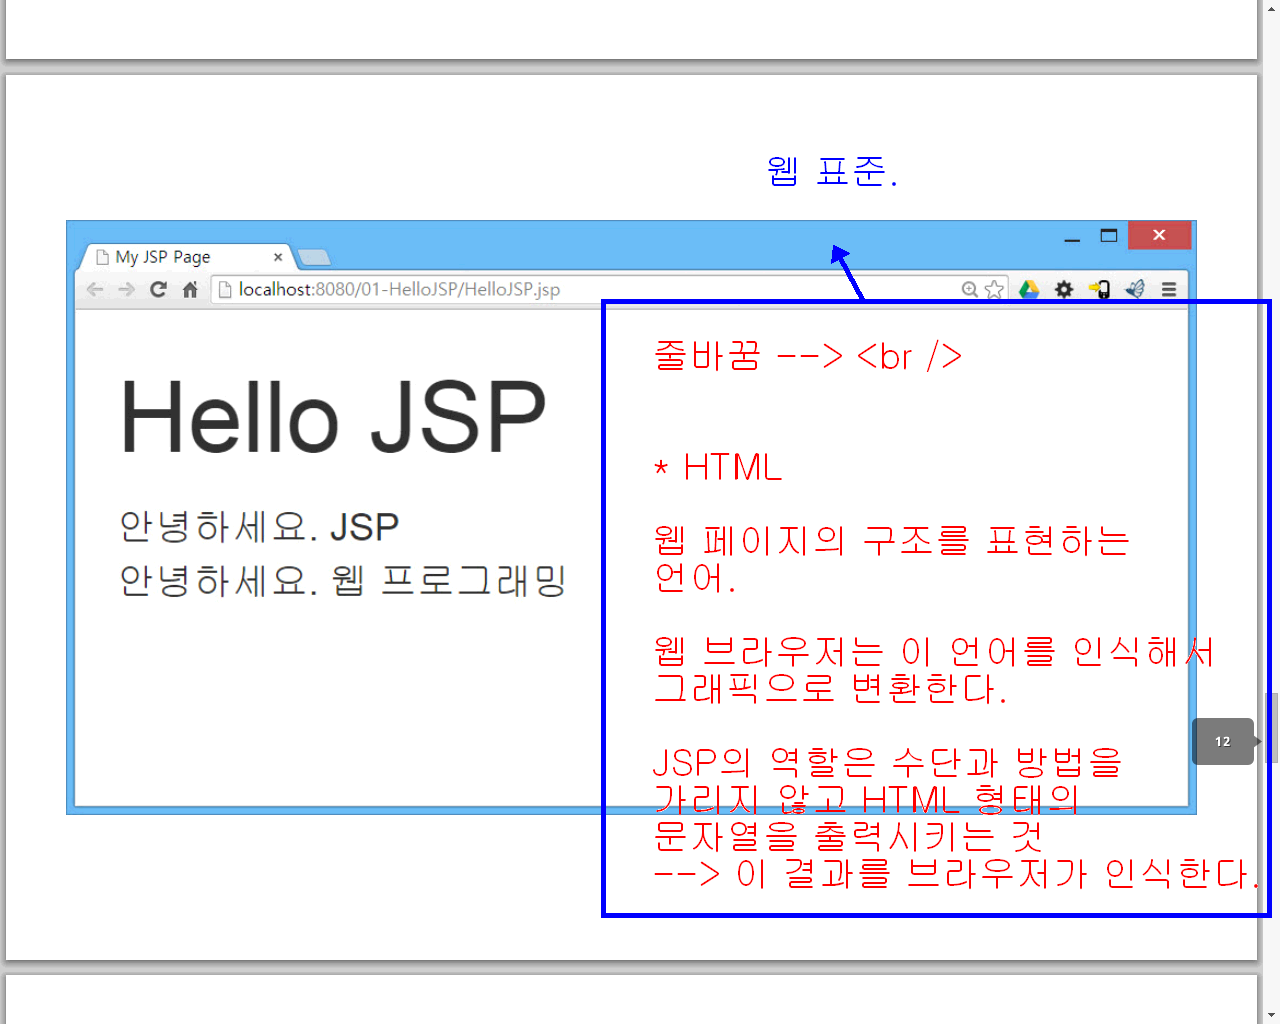 웹 표준.
My JSP Page
localhost:8080/01-HelloJSP/HelloJSP.jsp
줄바꿈 --> <br />
Hello JSP
* HTML
안녕하세요. JSP
안녕하세요. 웹 프로그래밍
웹 페이지의 구조를 표현하는
언어.
웹 브라우저는 이 언어를 인식해서
그래픽으로 변환한다.
12
JSP의 역할은 수단과 방법을
가리지 않고 HTML 형태의
문자열을 출력시키는 것
--> 이 결과를 브라우저가 인식한다.